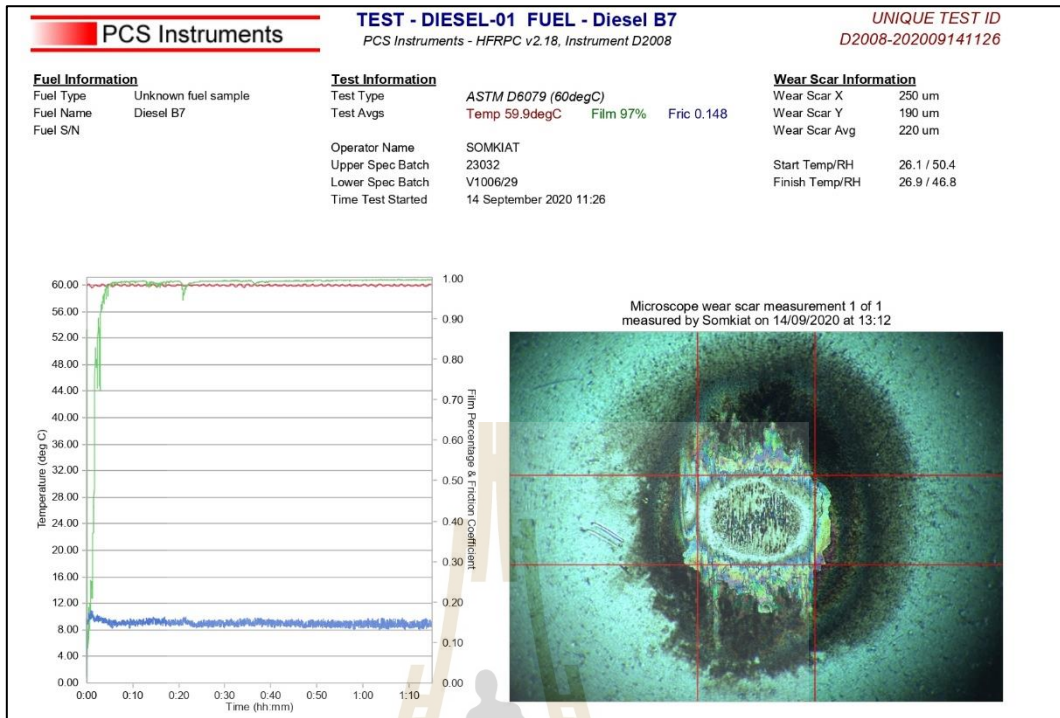 PCS Instruments
TEST - DIESEL-01 FUEL - Diesel B7
PCS Instruments - HFRPC v2.18, Instrument D2008
UNIQUE TEST ID
D2008-202009141126
Fuel Information
Fuel Type Unknown fuel sample
Fuel Name Diesel B7
Fuel S/N
Test Information
Test Type ASTM D6079 (60degC)
Test Avgs Temp 59.9degC Film 97% Fric 0.148
Operator Name SOMKIAT
Upper Spec Batch 23032
Lower Spec Batch V1006/29
Time Test Started 14 September 2020 11:26
Wear Scar Information
Wear Scar X 250 um
Wear Scar Y 190 um
Wear Scar Avg 220 um
Start Temp/RH 26.1 / 50.4
Finish Temp/RH 26.9 / 46.8
Temperature (deg C)
60.00
56.00
52.00
48.00
44.00
40.00
36.00
32.00
28.00
24.00
20.00
16.00
12.00
8.00
4.00
0.00
1.00
0.90
0.80
0.70
0.60
0.50
0.40
0.30
0.20
0.10
0.00
Film Percentage & Friction Coefficient
0:00 0:10 0:20 0:30 0:40 0:50 1:00 1:10
Time (hh:mm)
Microscope wear scar measurement 1 of 1
measured by Somkiat on 14/09/2020 at 13:12